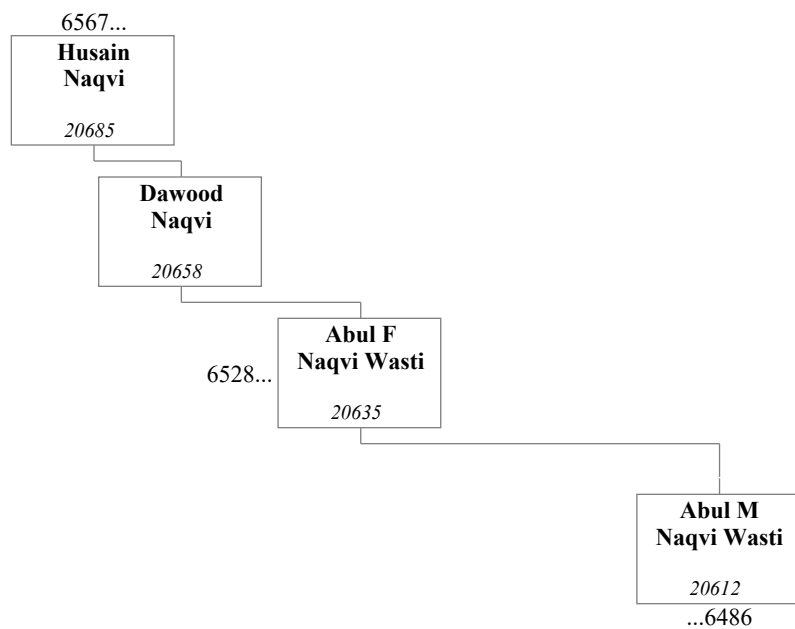 6567...
Husain
Naqvi
20685
Dawood
Naqvi
20658
Abul F
Naqvi Wasti
6528...
20635
Abul M
Naqvi Wasti
20612
...6486